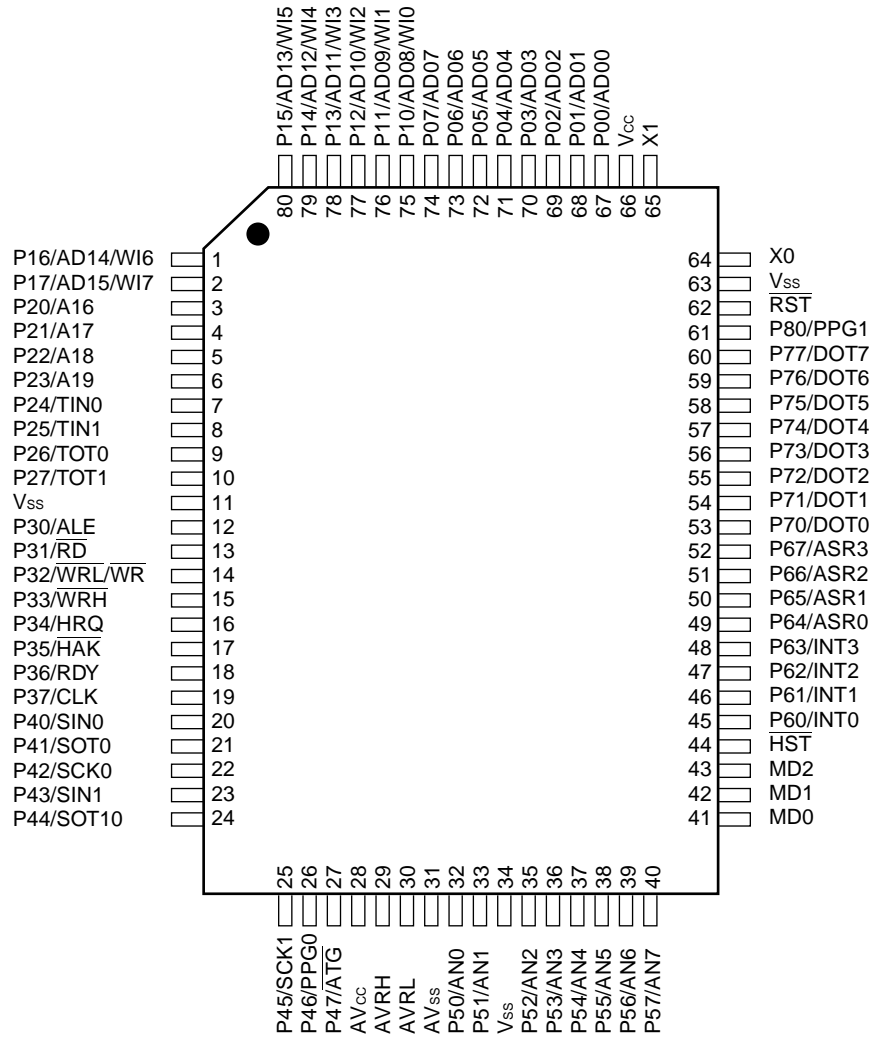 P15/AD13/WI5
P14/AD12/WI4
P13/AD11/WI3
P12/AD10/WI2
P11/AD09/WI1
P10/AD08/WI0
P07/AD07
P06/AD06
P05/AD05
P04/AD04
P03/AD03
P02/AD02
P01/AD01
P00/AD00
Vcc
X1
80 79 78 77 76 75 74 73 72 71 70 69 68 67 66 65
P16/AD14/WI6 1
P17/AD15/WI7 2
P20/A16 3
P21/A17 4
P22/A18 5
P23/A19 6
P24/TIN0 7
P25/TIN1 8
P26/TOT0 9
P27/TOT1 10
Vss 11
P30/ALE 12
P31/R̅D̅ 13
P32/W̅R̅L̅/W̅R̅ 14
P33/W̅R̅H̅ 15
P34/HRQ 16
P35/H̅A̅K̅ 17
P36/RDY 18
P37/CLK 19
P40/SIN0 20
P41/SOT0 21
P42/SCK0 22
P43/SIN1 23
P44/SOT10 24
64 X0
63 Vss
62 R̅S̅T̅
61 P80/PPG1
60 P77/DOT7
59 P76/DOT6
58 P75/DOT5
57 P74/DOT4
56 P73/DOT3
55 P72/DOT2
54 P71/DOT1
53 P70/DOT0
52 P67/ASR3
51 P66/ASR2
50 P65/ASR1
49 P64/ASR0
48 P63/INT3
47 P62/INT2
46 P61/INT1
45 P60/INT0
44 H̅S̅T̅
43 MD2
42 MD1
41 MD0
25 26 27 28 29 30 31 32 33 34 35 36 37 38 39 40
P45/SCK1
P46/PPG0
P47/A̅T̅G̅
AVcc
AVRH
AVRL
AVss
P50/AN0
P51/AN1
Vss
P52/AN2
P53/AN3
P54/AN4
P55/AN5
P56/AN6
P57/AN7